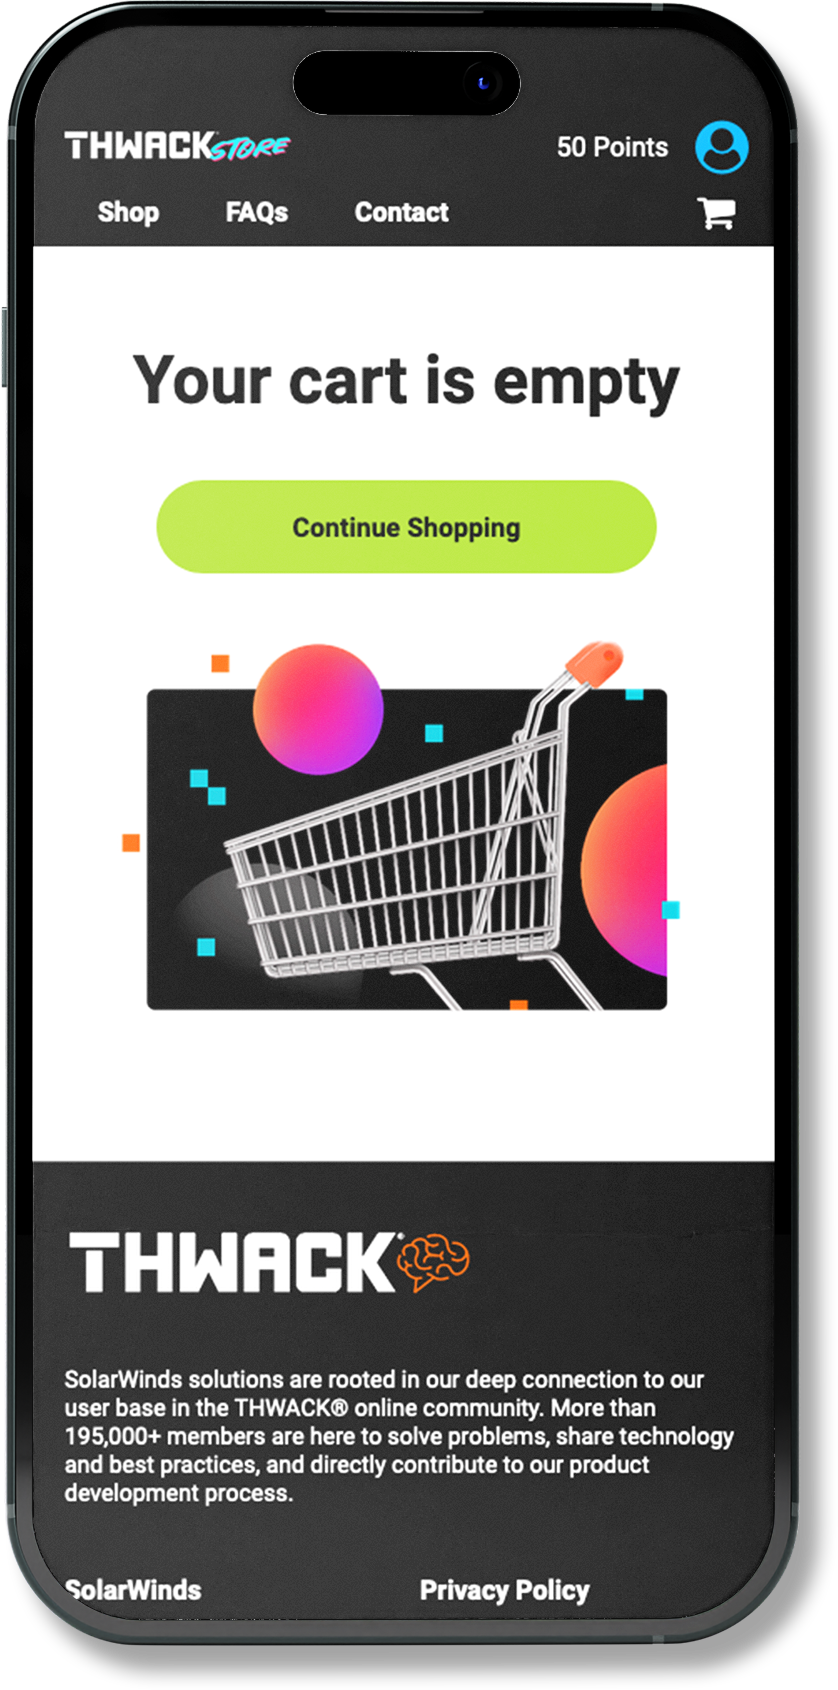 THWACK STORE
50 Points
Shop FAQs Contact
Your cart is empty
Continue Shopping
THWACK
SolarWinds solutions are rooted in our deep connection to our
user base in the THWACK® online community. More than
195,000+ members are here to solve problems, share technology
and best practices, and directly contribute to our product
development process.
SolarWinds Privacy Policy